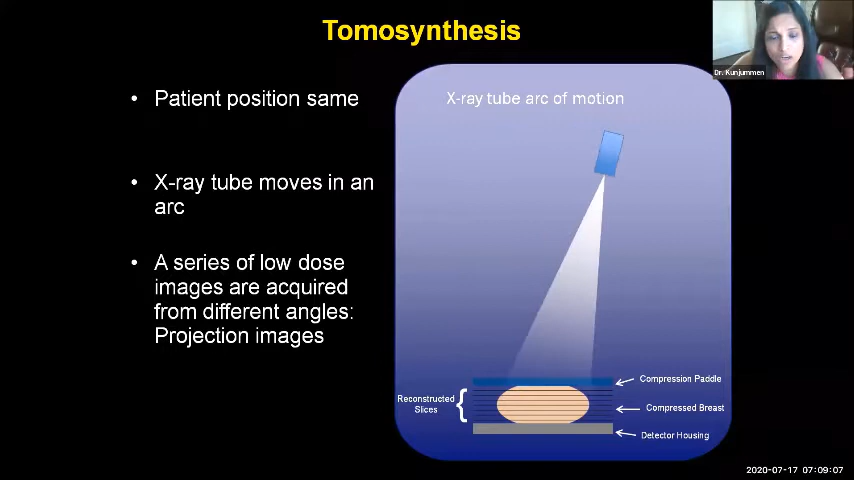 Tomosynthesis
Dr. Kunjummen
• Patient position same
• X-ray tube moves in an
arc
• A series of low dose
images are acquired
from different angles:
Projection images
X-ray tube arc of motion
Compression Paddle
Reconstructed
Slices
Compressed Breast
Detector Housing
2020-07-17 07:09:07